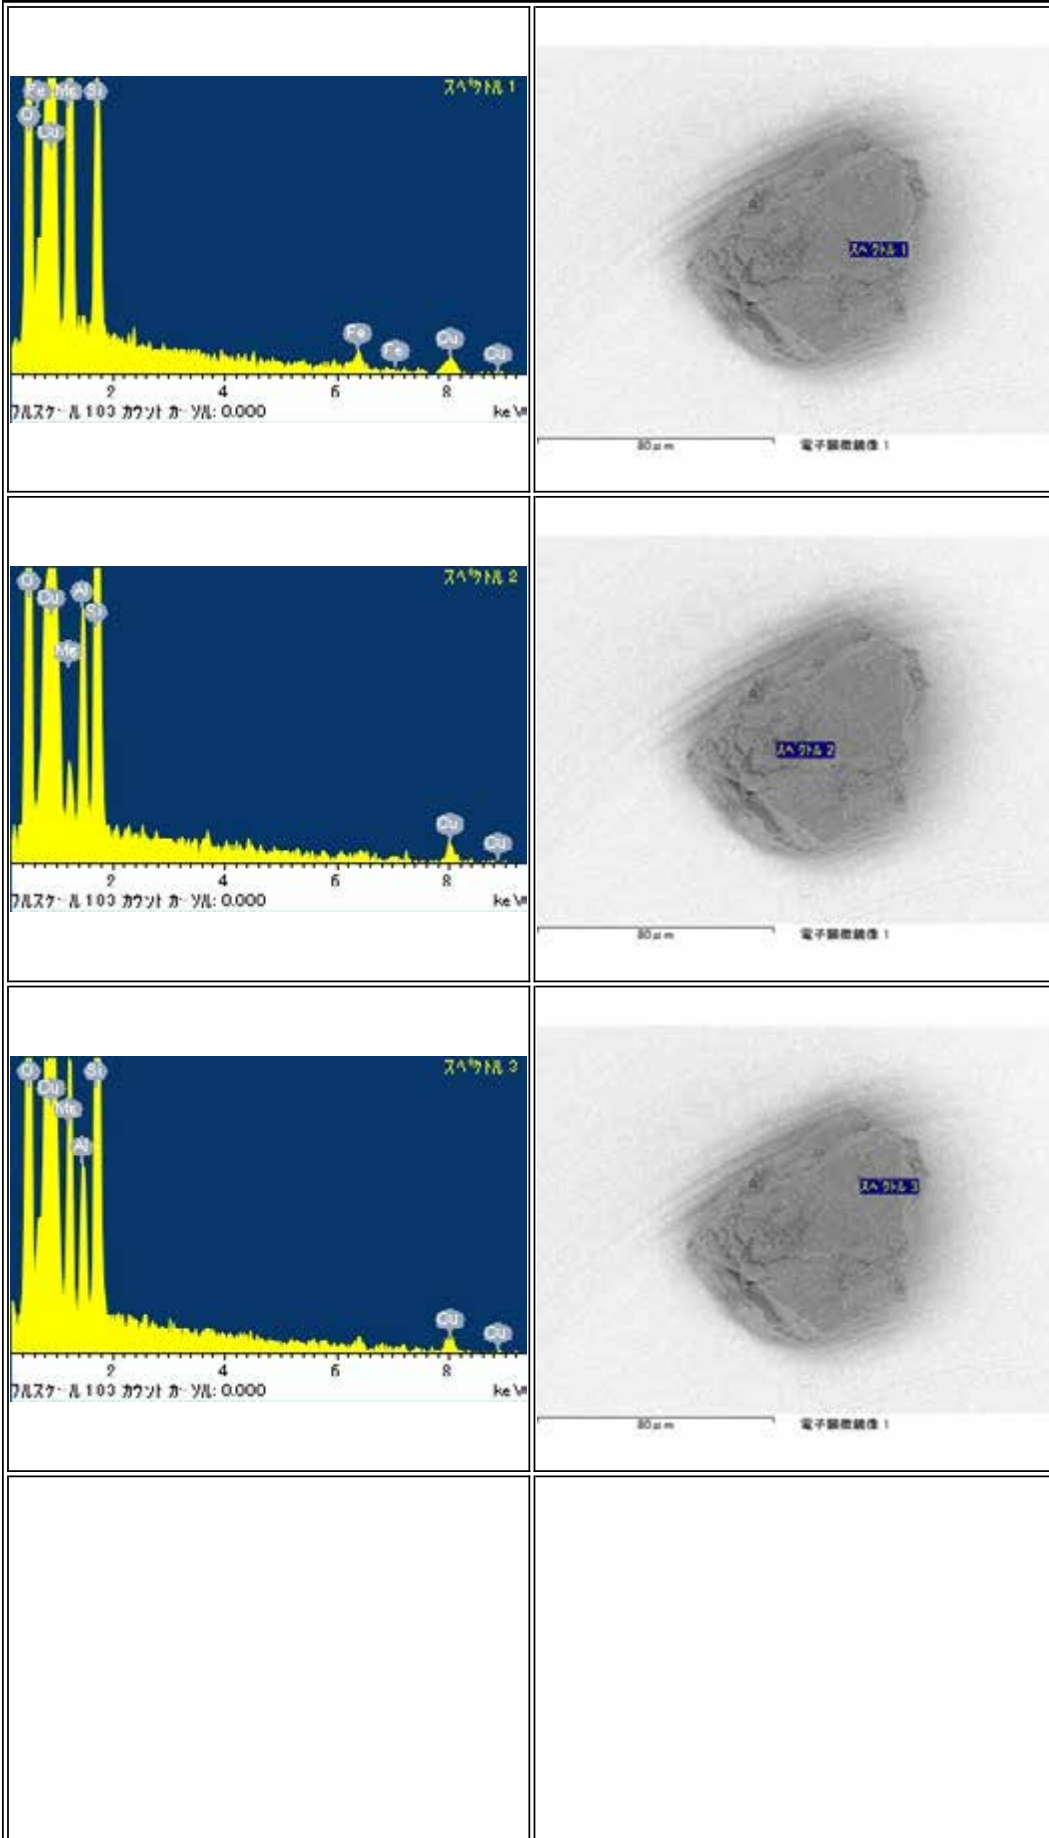 スペクトル 1
O Fe Cu Mg Si Fe Fe Cu Cu
2 4 6 8
フルスケール 103 カウント カーソル: 0.000 keV
スペクトル 1
80μm 電子顕微鏡像 1
スペクトル 2
O Cu Mg Al Si Cu Cu
2 4 6 8
フルスケール 103 カウント カーソル: 0.000 keV
スペクトル 2
80μm 電子顕微鏡像 1
スペクトル 3
O Cu Mg Al Si Cu Cu
2 4 6 8
フルスケール 103 カウント カーソル: 0.000 keV
スペクトル 3
80μm 電子顕微鏡像 1